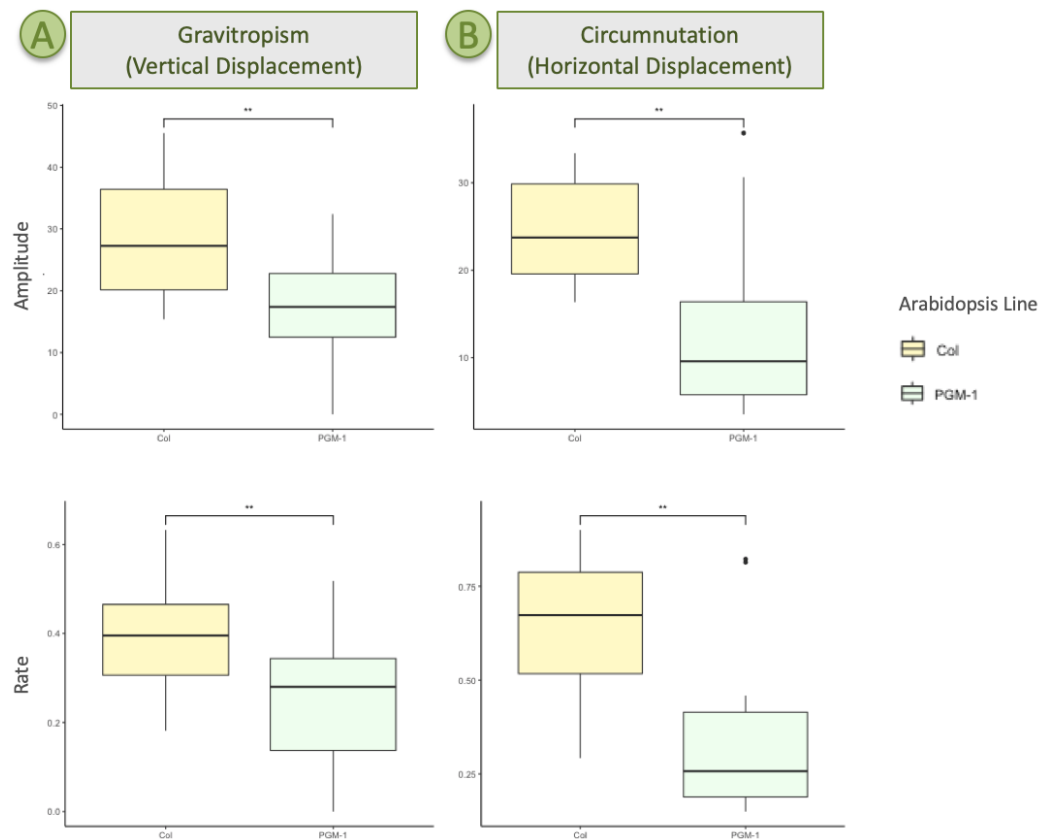 A
Gravitropism
(Vertical Displacement)
B
Circumnutation
(Horizontal Displacement)
Amplitude
50
40
30
20
10
0
**
Col
PGM-1
30
20
10
**
Col
PGM-1
Arabidopsis Line
Col
PGM-1
Rate
0.6
0.4
0.2
0.0
**
Col
PGM-1
0.75
0.50
0.25
**
Col
PGM-1